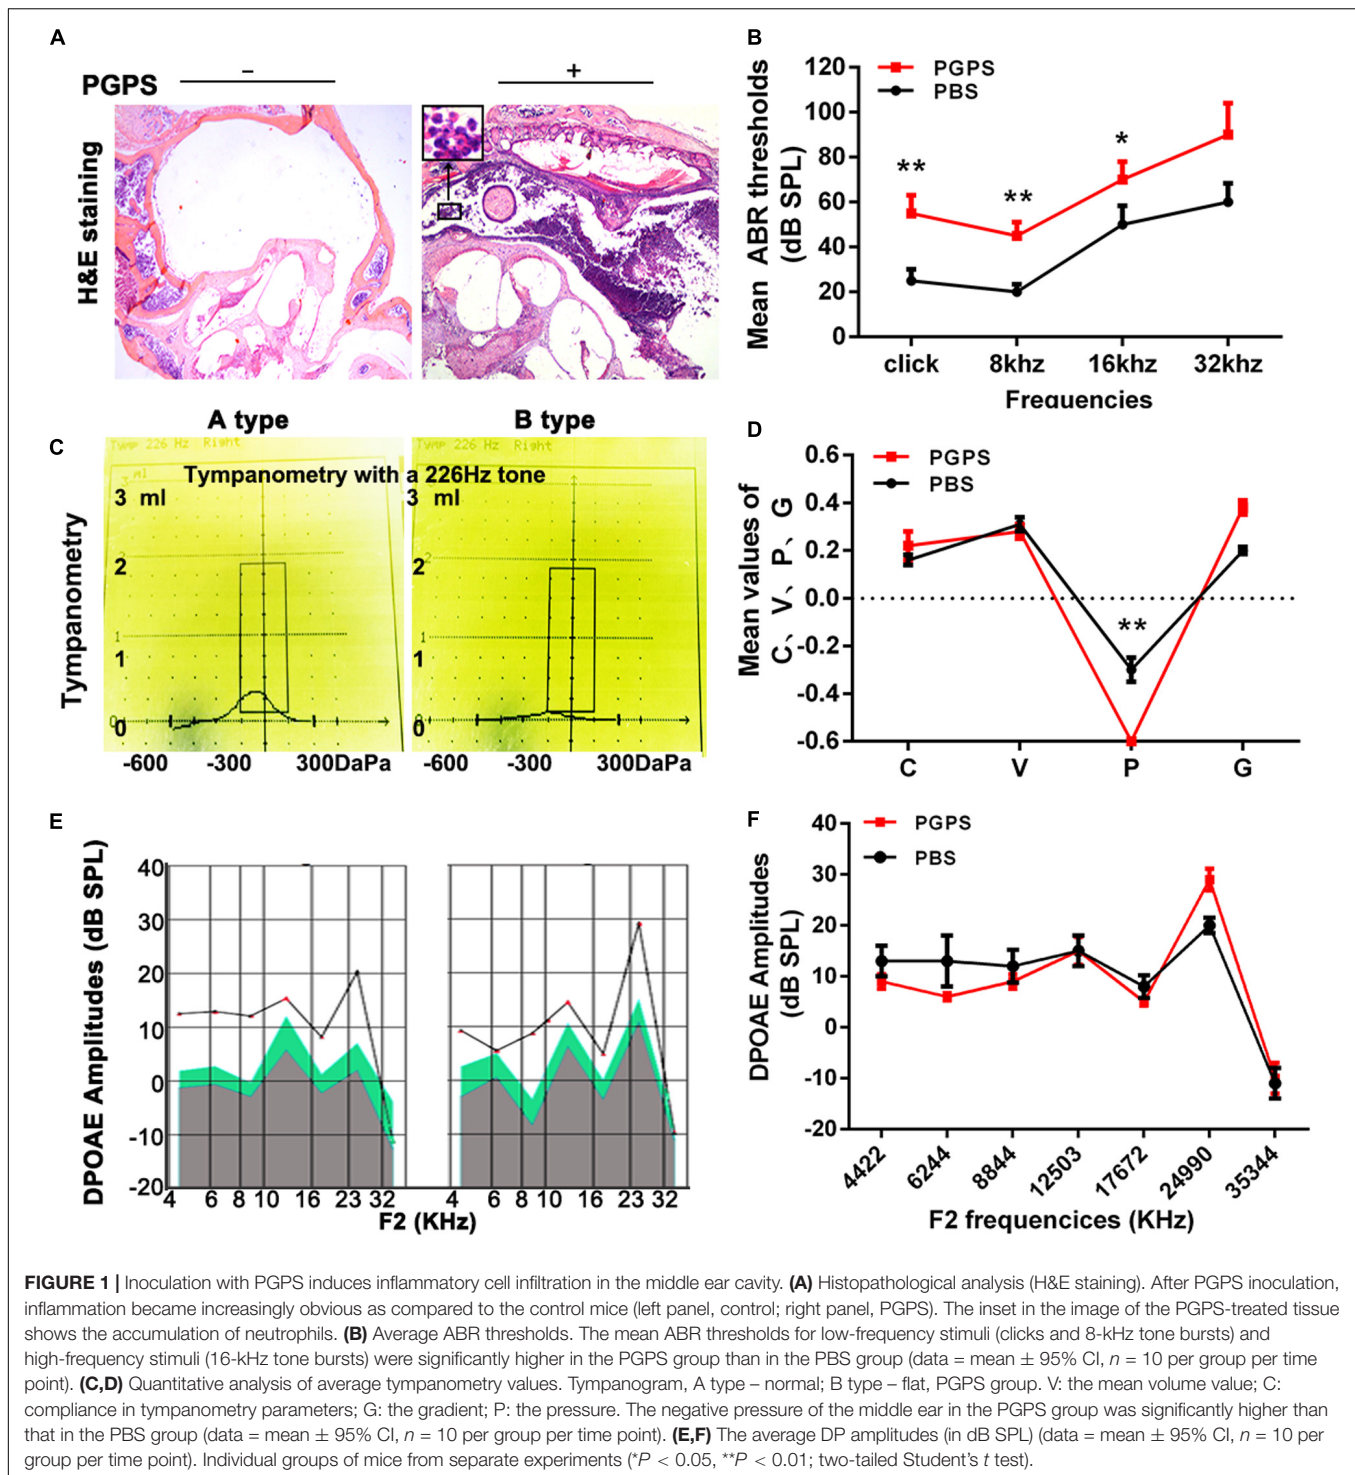 A
PGPS
–
+
H&E staining
B
Mean ABR thresholds
(dB SPL)
120
100
80
60
40
20
0
PGPS
PBS
**
**
*
click
8khz
16khz
32khz
Frequencies
C
A type
B type
Tympanometry
Tymp 226 Hz Right
Tymp 226 Hz Right
Tympanometry with a 226Hz tone
3 ml
2
1
0
3 ml
2
1
0
-600
-300
300DaPa
-600
-300
300DaPa
D
Mean values of
C、V、P、G
0.6
0.4
0.2
0.0
-0.2
-0.4
-0.6
PGPS
PBS
**
C
V
P
G
E
DPOAE Amplitudes (dB SPL)
40
30
20
10
0
-10
-20
4
6
8
10
16
23
32
4
6
8
10
16
23
32
F2 (KHz)
F
DPOAE Amplitudes
(dB SPL)
40
30
20
10
0
-10
-20
PGPS
PBS
4422
6244
8844
12503
17672
24990
35344
F2 frequencices (KHz)
FIGURE 1 | Inoculation with PGPS induces inflammatory cell infiltration in the middle ear cavity. (A) Histopathological analysis (H&E staining). After PGPS inoculation,
inflammation became increasingly obvious as compared to the control mice (left panel, control; right panel, PGPS). The inset in the image of the PGPS-treated tissue
shows the accumulation of neutrophils. (B) Average ABR thresholds. The mean ABR thresholds for low-frequency stimuli (clicks and 8-kHz tone bursts) and
high-frequency stimuli (16-kHz tone bursts) were significantly higher in the PGPS group than in the PBS group (data = mean ± 95% CI, n = 10 per group per time
point). (C,D) Quantitative analysis of average tympanometry values. Tympanogram, A type – normal; B type – flat, PGPS group. V: the mean volume value; C:
compliance in tympanometry parameters; G: the gradient; P: the pressure. The negative pressure of the middle ear in the PGPS group was significantly higher than
that in the PBS group (data = mean ± 95% CI, n = 10 per group per time point). (E,F) The average DP amplitudes (in dB SPL) (data = mean ± 95% CI, n = 10 per
group per time point). Individual groups of mice from separate experiments (*P < 0.05, **P < 0.01; two-tailed Student's t test).